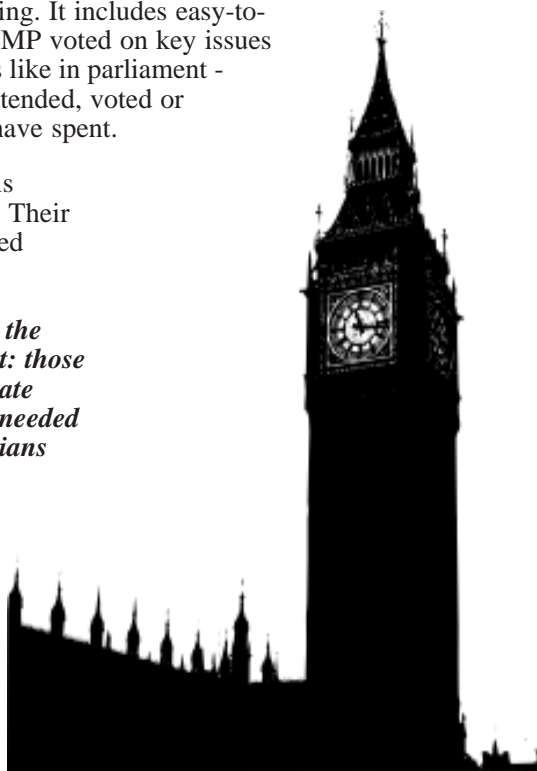 ing. It includes easy-to-
MP voted on key issues
s like in parliament -
tended, voted or
have spent.
is
Their
ed
the
t: those
ate
needed
ians